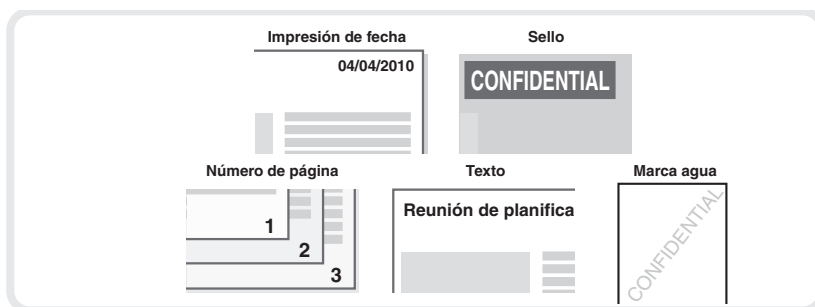 Impresión de fecha
04/04/2010
Sello
CONFIDENTIAL
Número de página
1
2
3
Texto
Reunión de planifica
Marca agua
CONFIDENTIAL